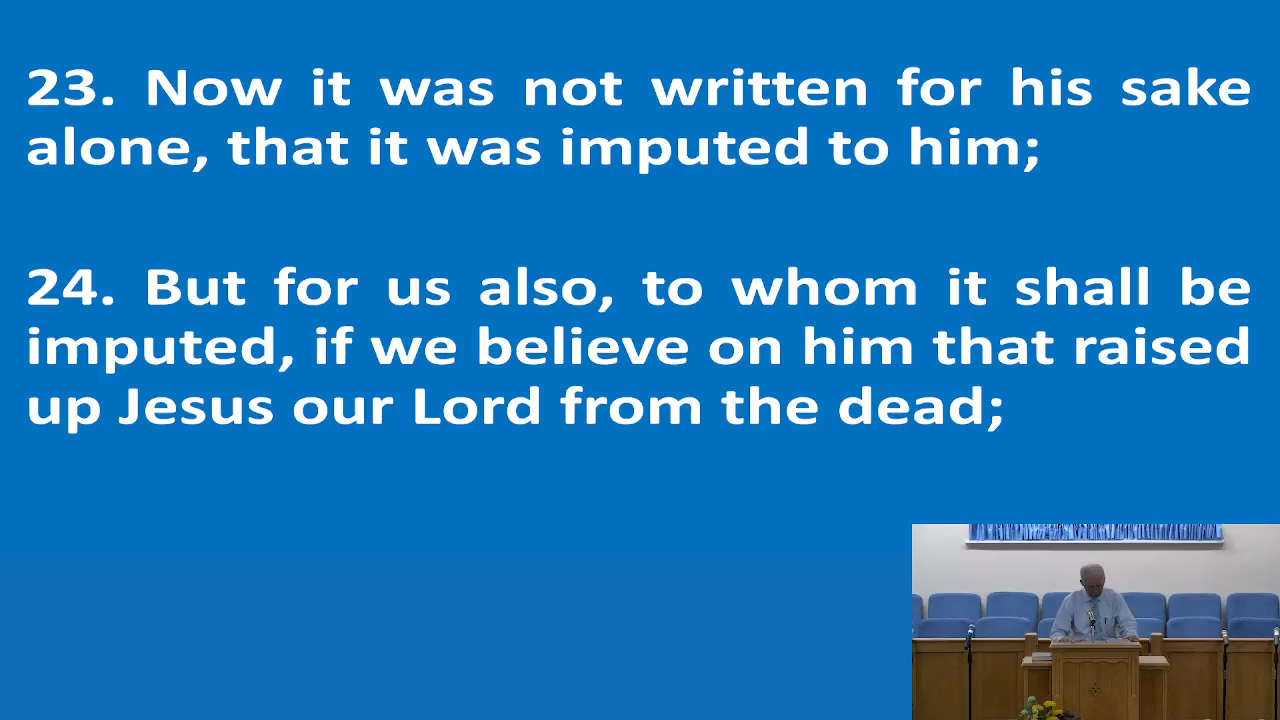 23. Now it was not written for his sake
alone, that it was imputed to him;
24. But for us also, to whom it shall be
imputed, if we believe on him that raised
up Jesus our Lord from the dead;